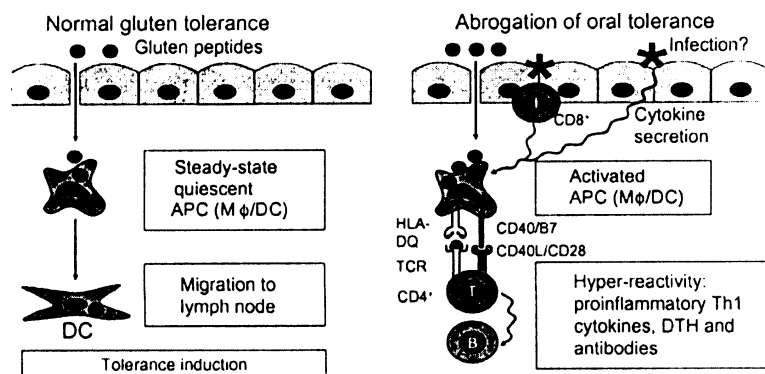 Normal gluten tolerance
Gluten peptides
Steady-state
quiescent
APC (Mϕ/DC)
Migration to
lymph node
DC
Tolerance induction
Abrogation of oral tolerance
Infection?
T
CD8+
Cytokine
secretion
Activated
APC (Mϕ/DC)
HLA-
DQ
CD40/B7
CD40L/CD28
TCR
CD4+
T
B
Hyper-reactivity:
proinflammatory Th1
cytokines, DTH and
antibodies